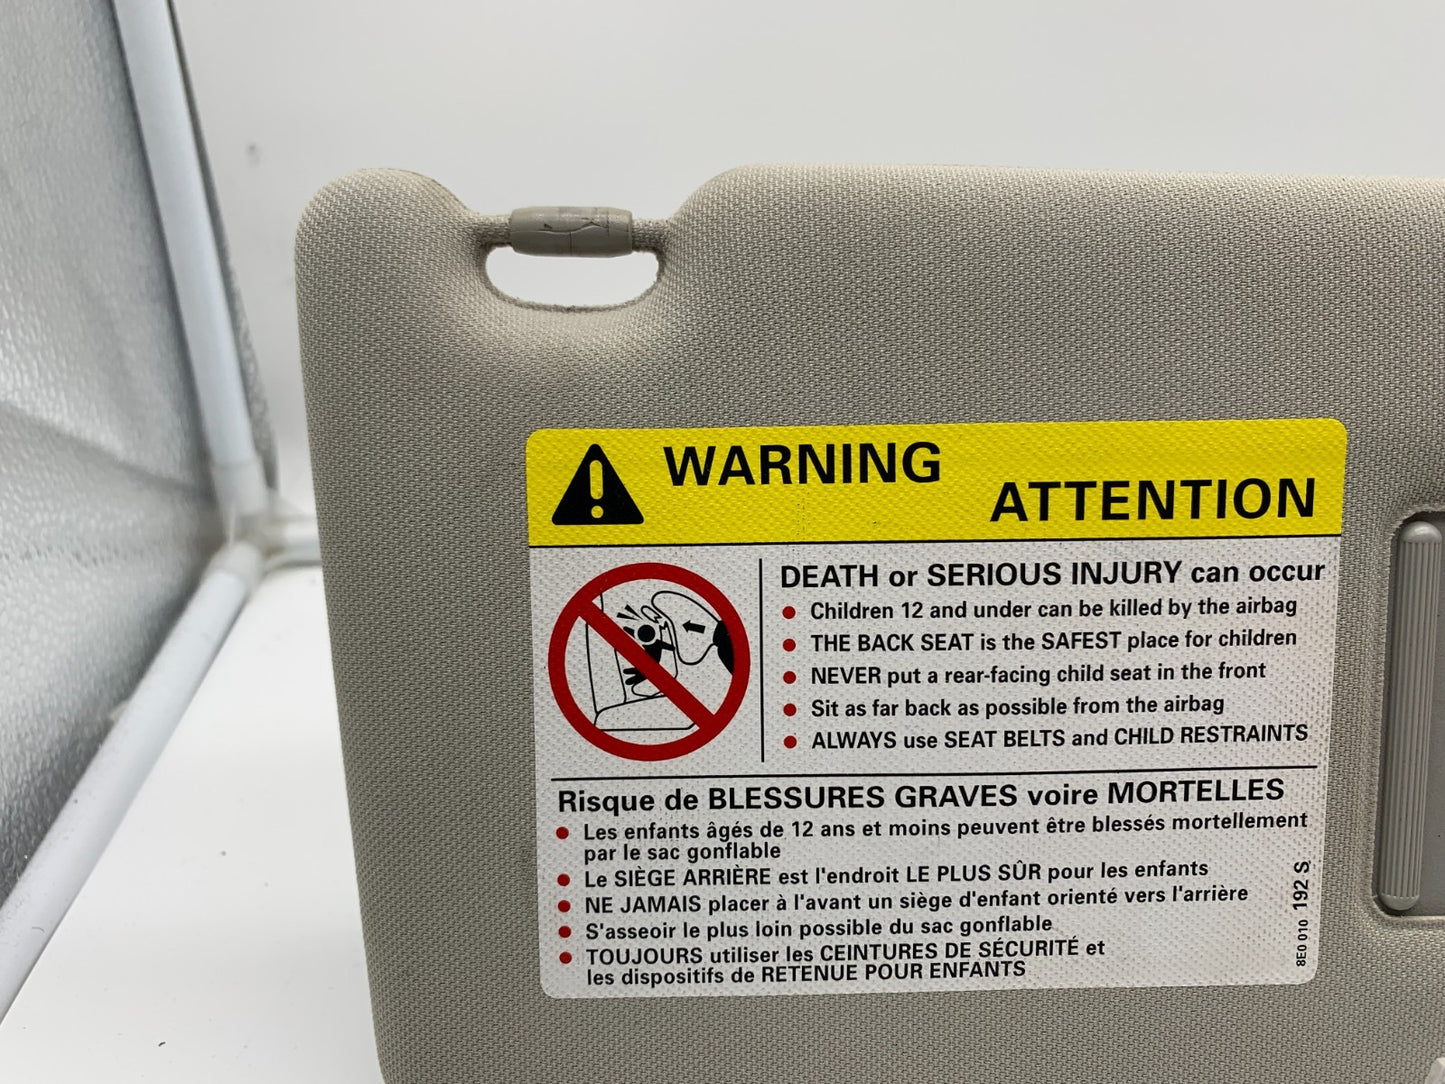 WARNING
ATTENTION
DEATH or SERIOUS INJURY can occur
• Children 12 and under can be killed by the airbag
• THE BACK SEAT is the SAFEST place for children
• NEVER put a rear-facing child seat in the front
• Sit as far back as possible from the airbag
• ALWAYS use SEAT BELTS and CHILD RESTRAINTS
Risque de BLESSURES GRAVES voire MORTELLES
• Les enfants âgés de 12 ans et moins peuvent être blessés mortellement
par le sac gonflable
• Le SIÈGE ARRIÈRE est l'endroit LE PLUS SÛR pour les enfants
• NE JAMAIS placer à l'avant un siège d'enfant orienté vers l'arrière
• S'asseoir le plus loin possible du sac gonflable
• TOUJOURS utiliser les CEINTURES DE SÉCURITÉ et
les dispositifs de RETENUE POUR ENFANTS
8E0 010 192 S